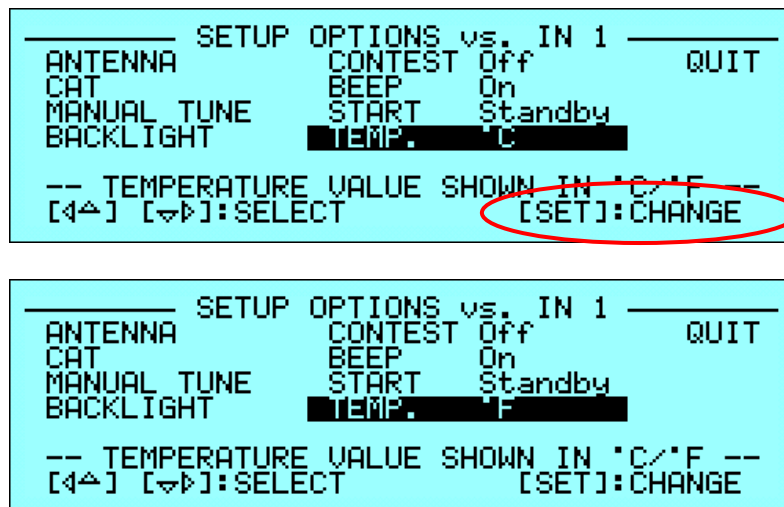 SETUP OPTIONS vs. IN 1
ANTENNA CONTEST Off QUIT
CAT BEEP On
MANUAL TUNE START Standby
BACKLIGHT TEMP. °C
-- TEMPERATURE VALUE SHOWN IN °C/°F --
[◁△] [▽▷]:SELECT [SET]:CHANGE
SETUP OPTIONS vs. IN 1
ANTENNA CONTEST Off QUIT
CAT BEEP On
MANUAL TUNE START Standby
BACKLIGHT TEMP. °F
-- TEMPERATURE VALUE SHOWN IN °C/°F --
[◁△] [▽▷]:SELECT [SET]:CHANGE